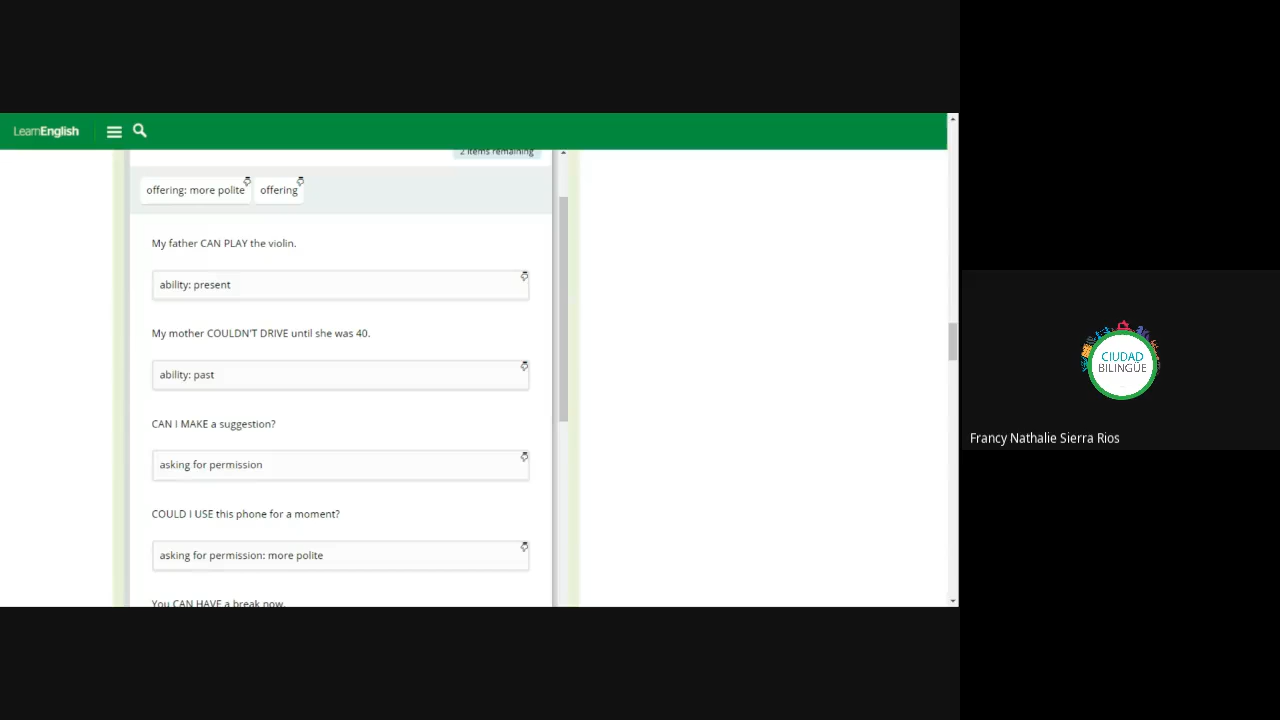 LearnEnglish
2 items remaining
offering: more polite offering
My father CAN PLAY the violin.
ability: present
My mother COULDN'T DRIVE until she was 40.
ability: past
CAN I MAKE a suggestion?
asking for permission
COULD I USE this phone for a moment?
asking for permission: more polite
You CAN HAVE a break now.
CIUDAD
BILINGÜE
Francy Nathalie Sierra Rios